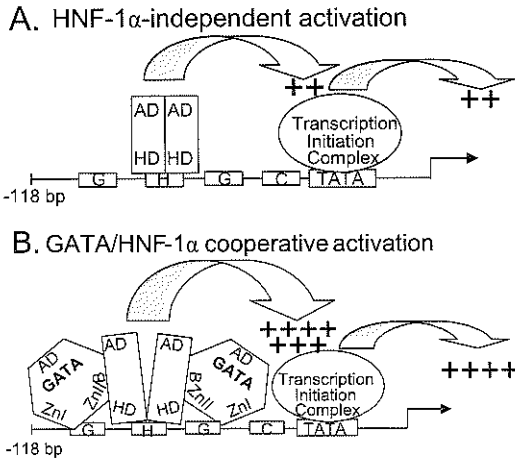 A. HNF-1α-independent activation
++
++
AD AD
HD HD
Transcription
Initiation
Complex
G H G C TATA
-118 bp
B. GATA/HNF-1α cooperative activation
++++
+++
++++
AD GATA ZnI ZnII/B
AD HD
AD HD
AD GATA B ZnII ZnI
Transcription
Initiation
Complex
G H G C TATA
-118 bp